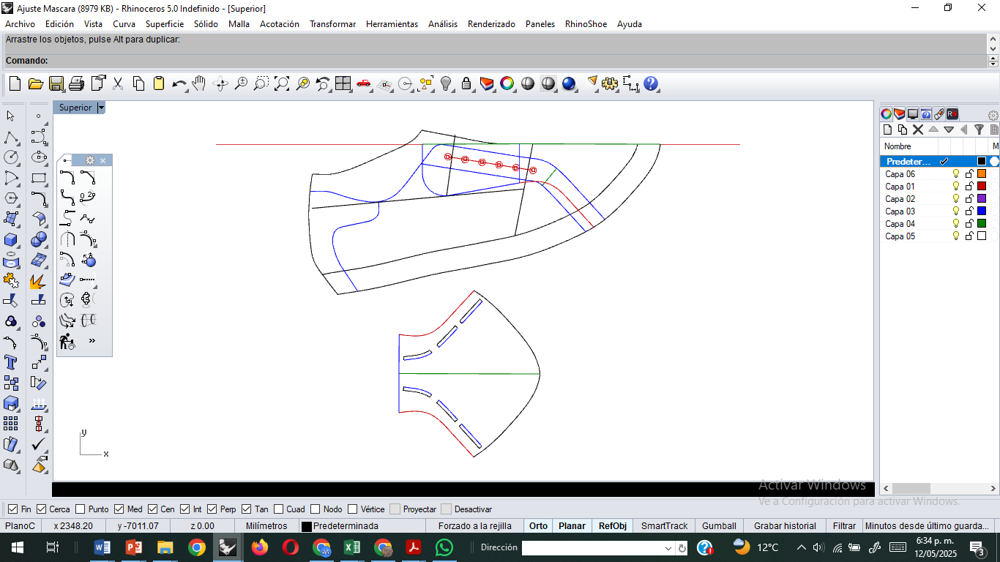 Ajuste Mascara (8979 KB) - Rhinoceros 5.0 Indefinido - [Superior]
Archivo Edición Vista Curva Superficie Sólido Malla Acotación Transformar Herramientas Análisis Renderizado Paneles RhinoShoe Ayuda
Arrastre los objetos, pulse Alt para duplicar:
Comando:
Superior
Nombre M
Predeter...
Capa 06
Capa 01
Capa 02
Capa 03
Capa 04
Capa 05
y
x
Activar Windows
Ve a Configuración para activar Windows.
Fin Cerca Punto Med Cen Int Perp Tan Cuad Nodo Vértice Proyectar Desactivar
PlanoC x 2348.20 y -7011.07 z 0.00 Milímetros Predeterminada Forzado a la rejilla Orto Planar RefObj SmartTrack Gumball Grabar historial Filtrar Minutos desde último guarda...
Dirección 12°C 6:34 p. m.
12/05/2025
3